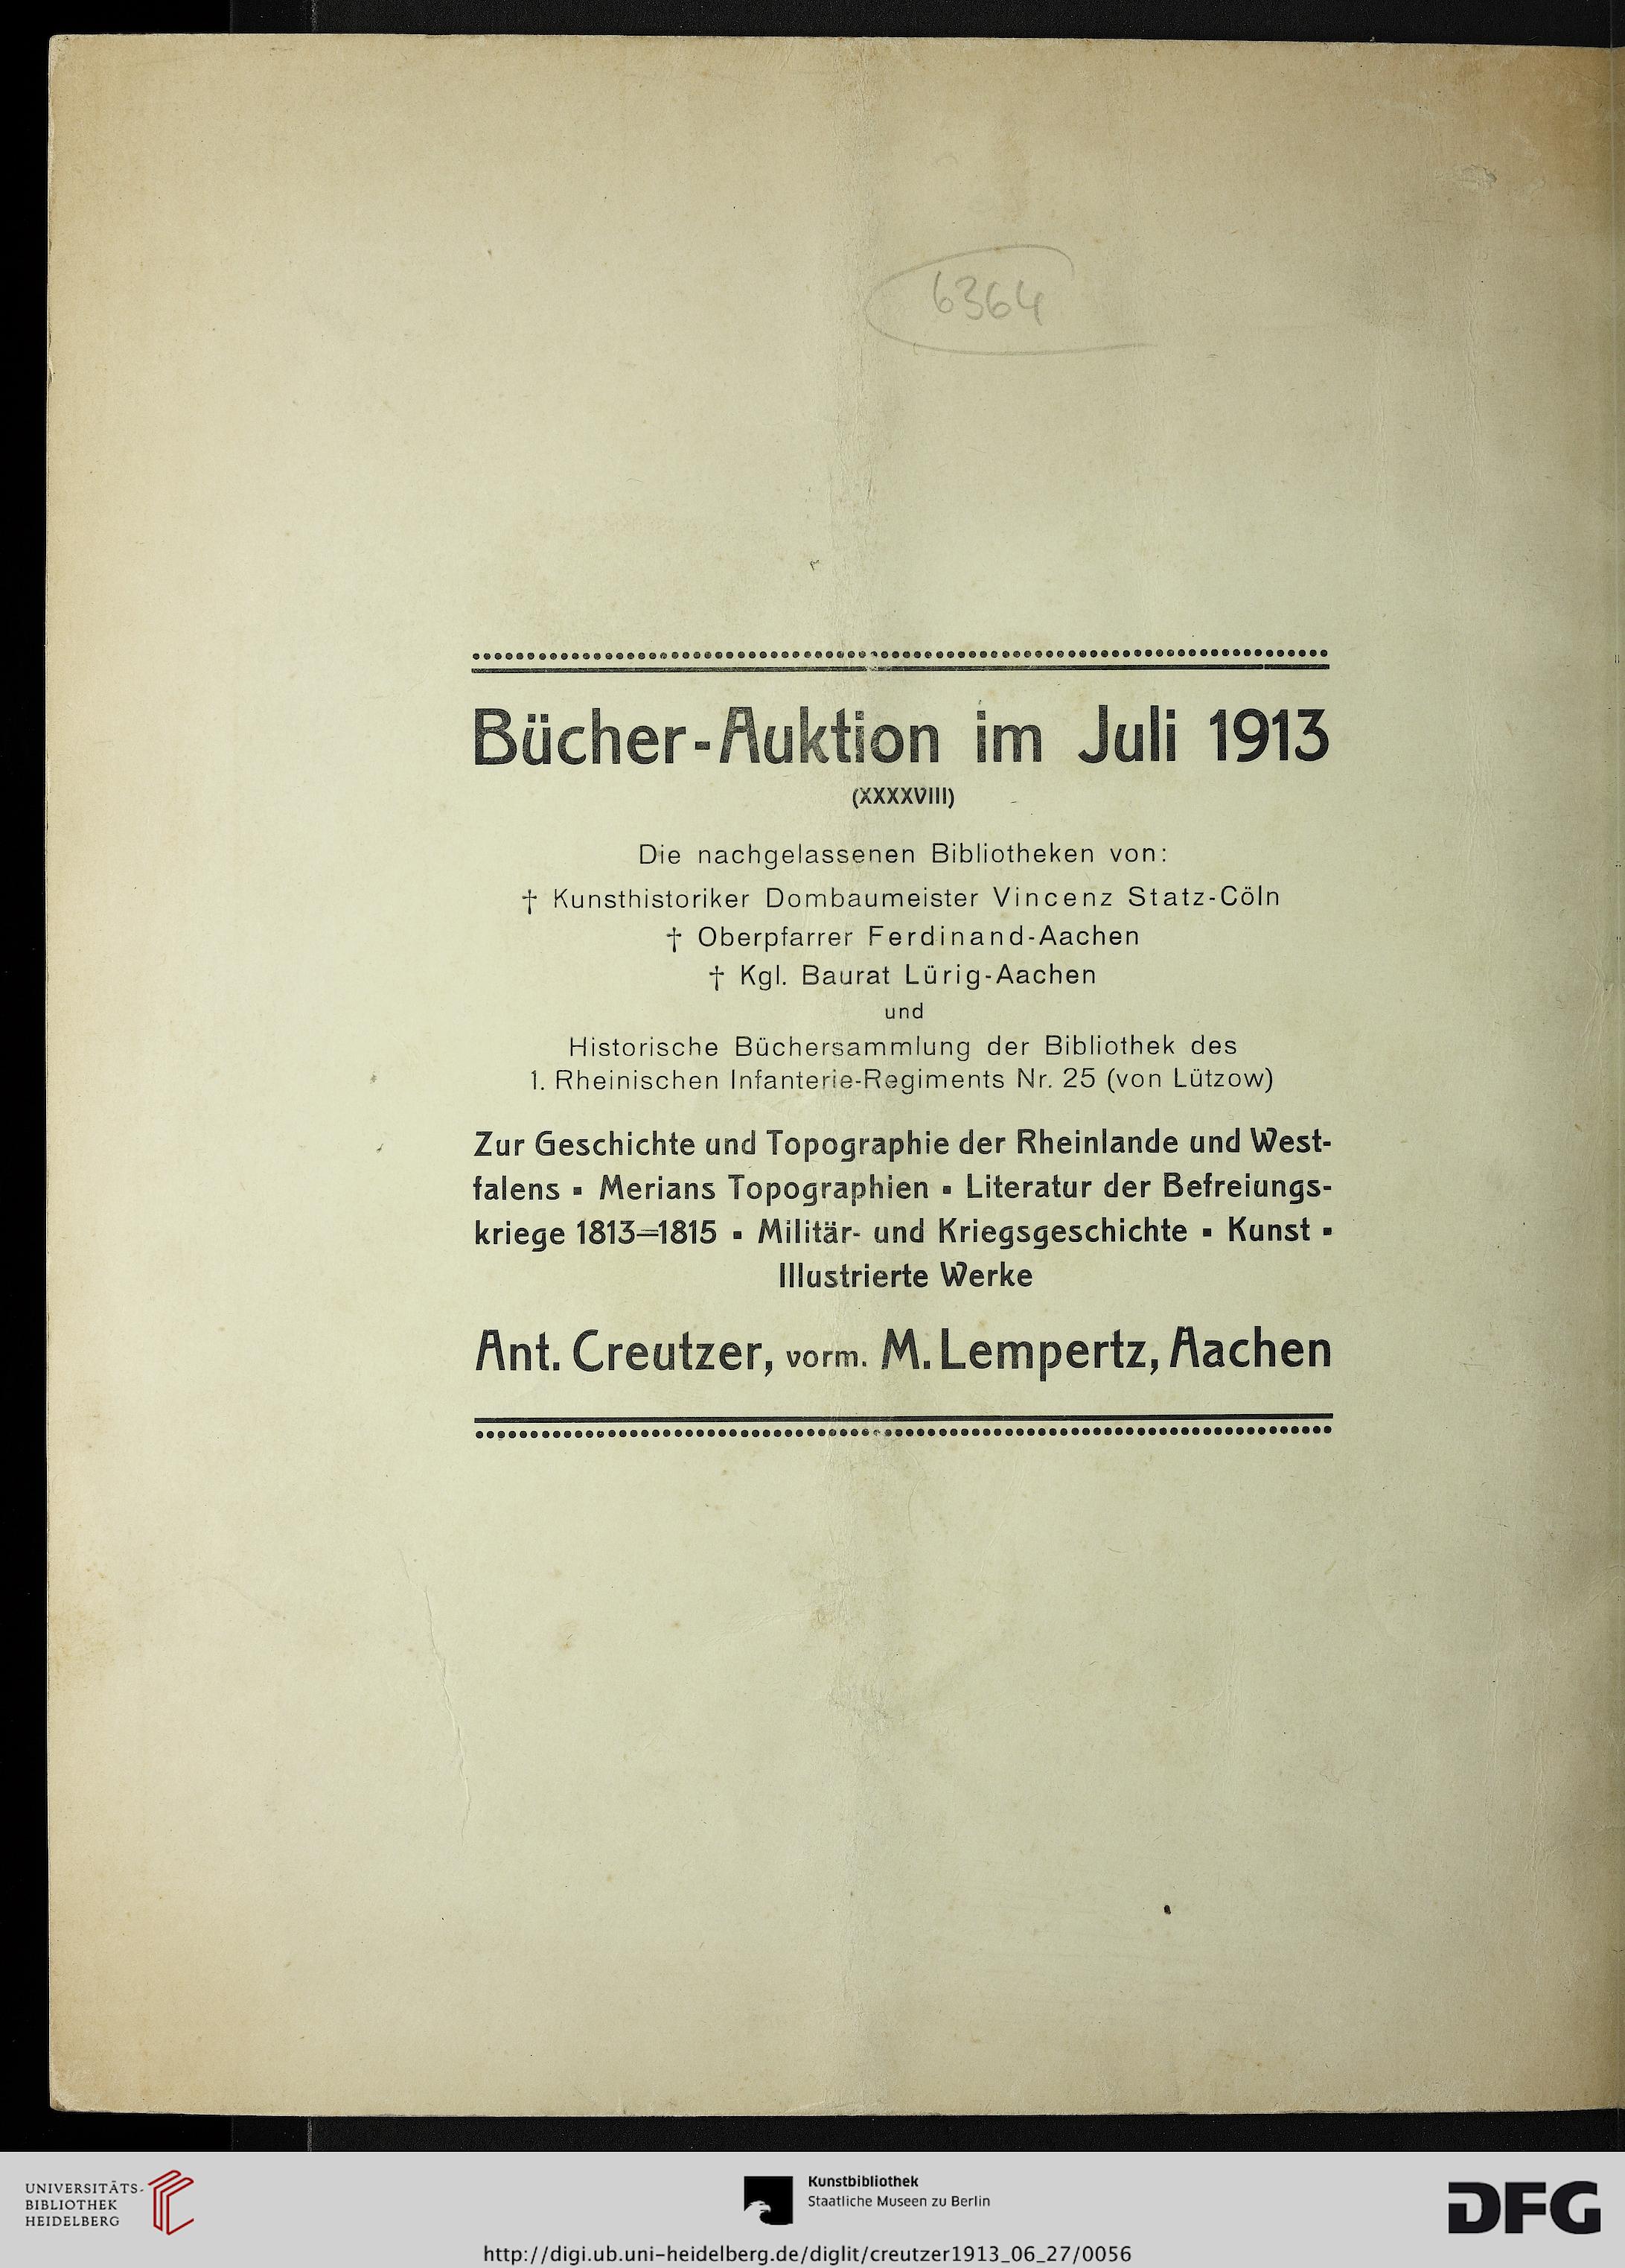 6364
Bücher-Auktion im Juli 1913
(XXXXVIII)
Die nachgelassenen Bibliotheken von:
† Kunsthistoriker Dombaumeister Vincenz Statz-Cöln
† Oberpfarrer Ferdinand-Aachen
† Kgl. Baurat Lürig-Aachen
und
Historische Büchersammlung der Bibliothek des
1. Rheinischen Infanterie-Regiments Nr. 25 (von Lützow)
Zur Geschichte und Topographie der Rheinlande und West-
falens ▪ Merians Topographien ▪ Literatur der Befreiungs-
kriege 1813=1815 ▪ Militär- und Kriegsgeschichte ▪ Kunst ▪
Illustrierte Werke
Ant. Creutzer, vorm. M. Lempertz, Aachen
UNIVERSITÄTS-
BIBLIOTHEK
HEIDELBERG
Kunstbibliothek
Staatliche Museen zu Berlin
DFG
http://digi.ub.uni-heidelberg.de/diglit/creutzer1913_06_27/0056